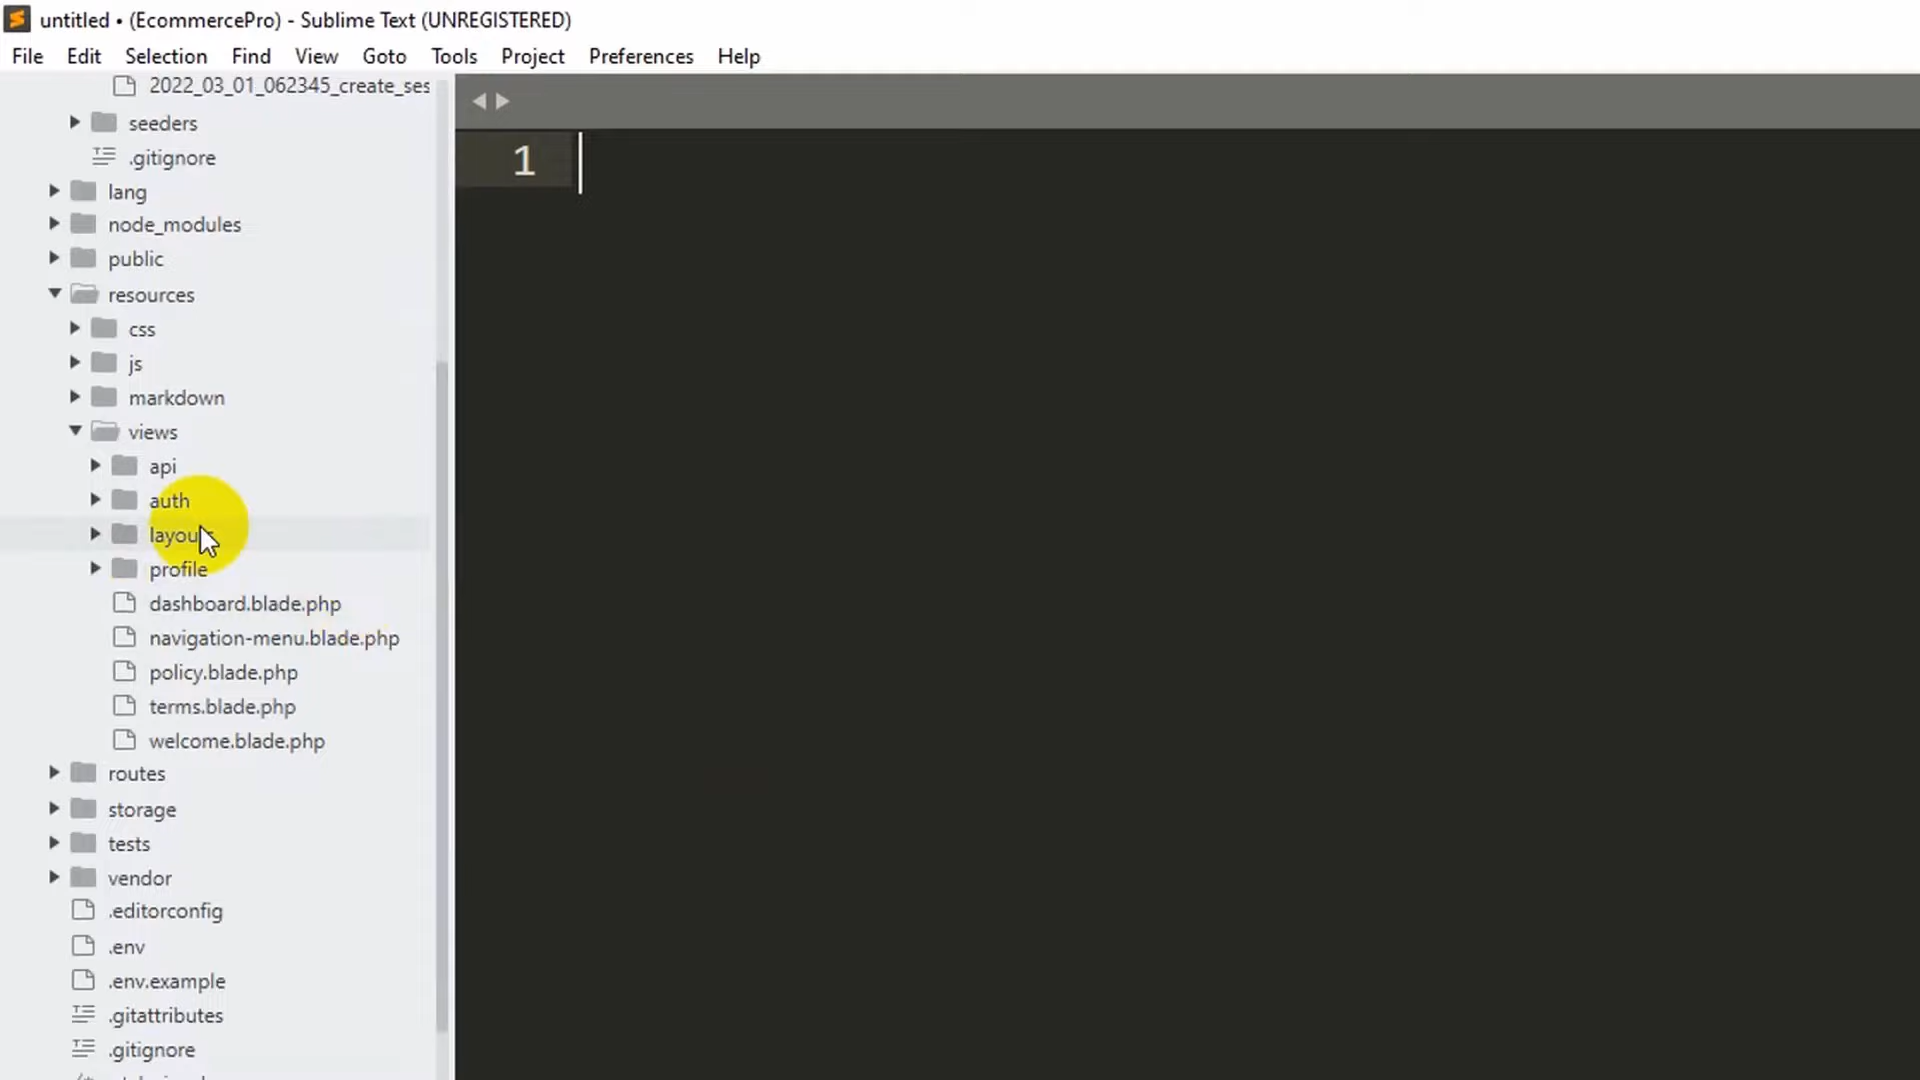 untitled • (EcommercePro) - Sublime Text (UNREGISTERED)
File Edit Selection Find View Goto Tools Project Preferences Help
2022_03_01_062345_create_ses
seeders
.gitignore
lang
node_modules
public
resources
css
js
markdown
views
api
auth
profile
dashboard.blade.php
navigation-menu.blade.php
policy.blade.php
terms.blade.php
welcome.blade.php
routes
storage
tests
vendor
.editorconfig
.env
.env.example
.gitattributes
.gitignore
1